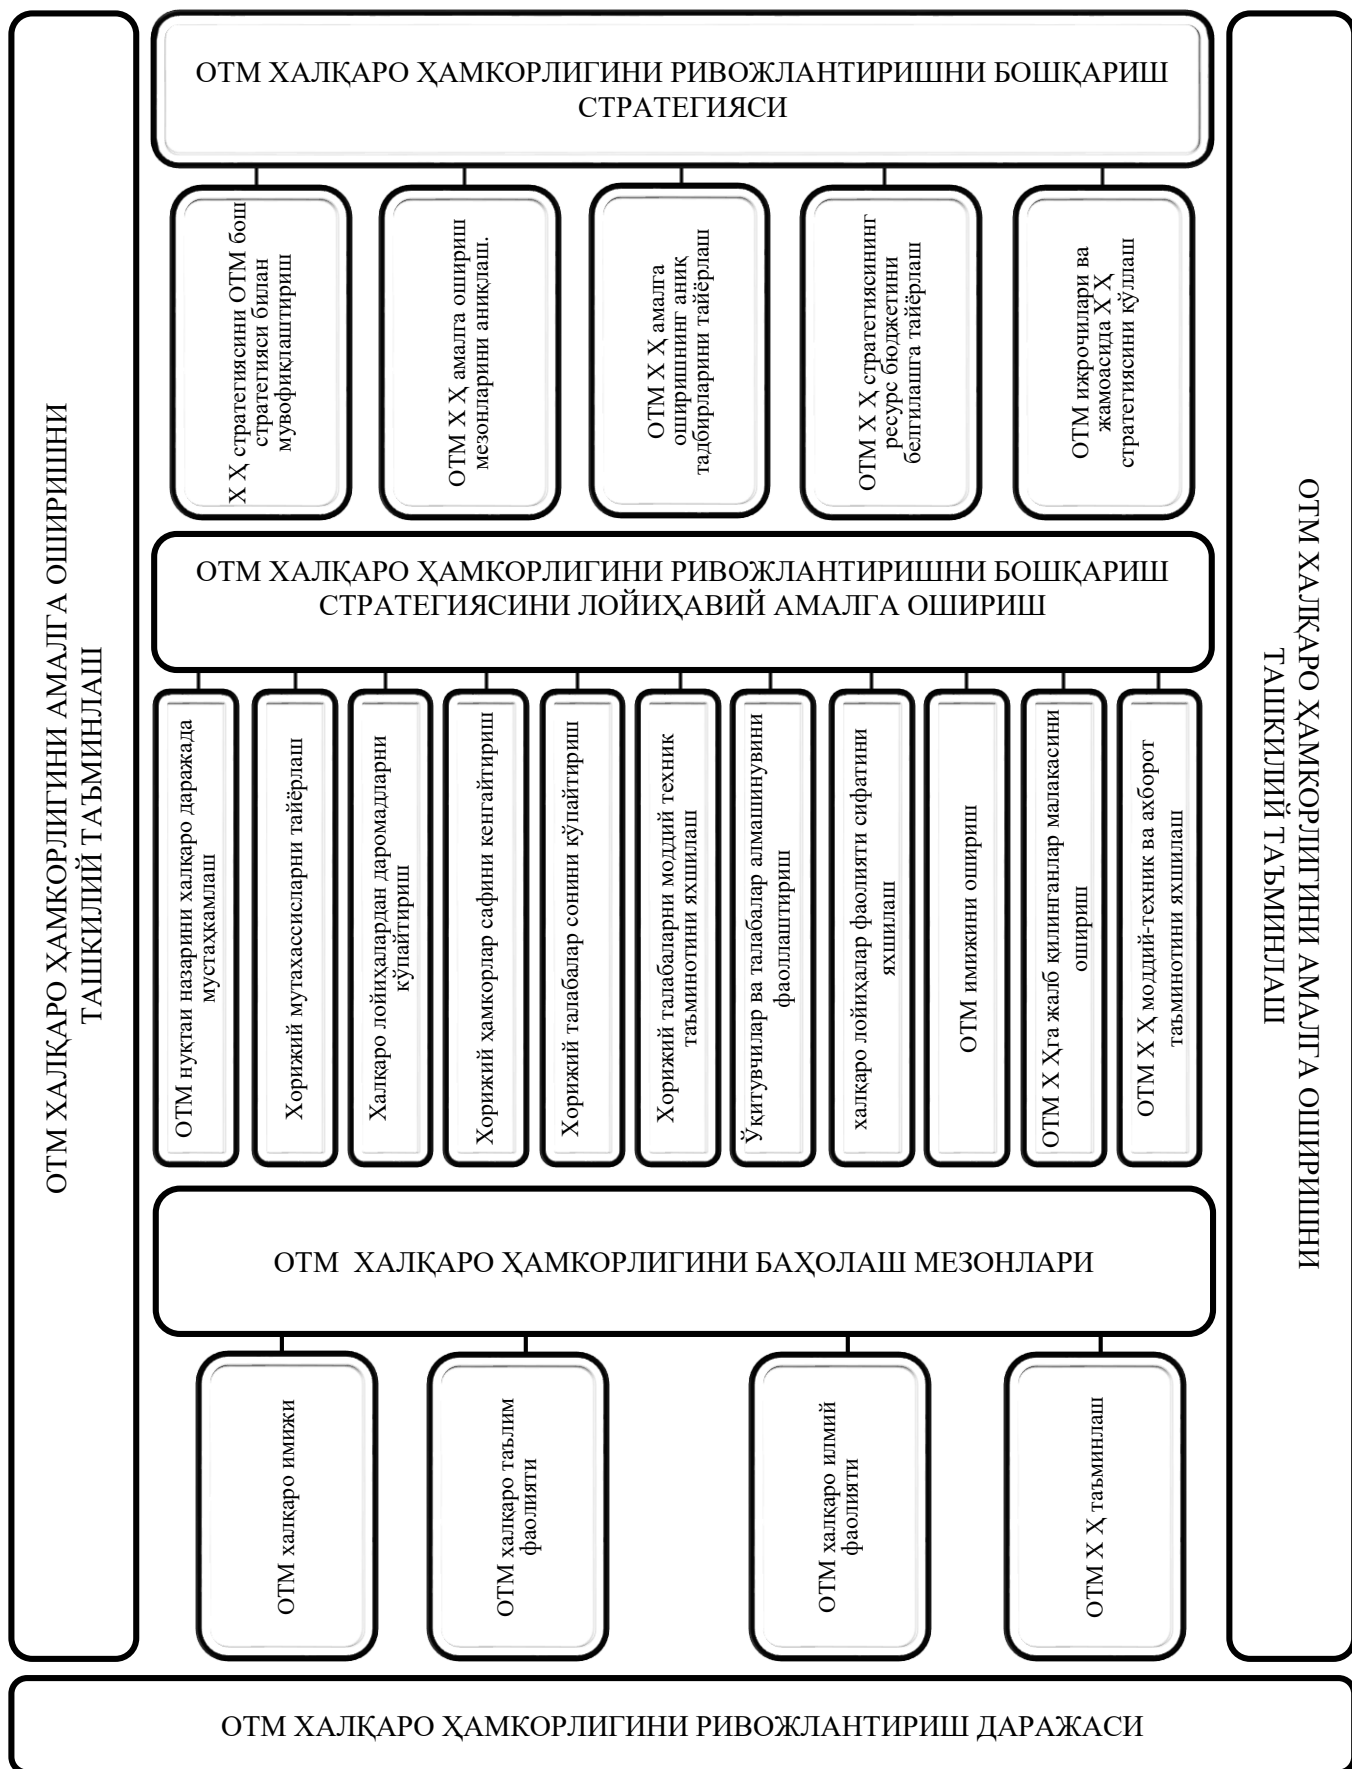 ОТМ ХАЛҚАРО ҲАМКОРЛИГИНИ АМАЛГА ОШИРИШНИ
ТАШКИЛИЙ ТАЪМИНЛАШ
ОТМ ХАЛҚАРО ҲАМКОРЛИГИНИ РИВОЖЛАНТИРИШНИ БОШҚАРИШ
СТРАТЕГИЯСИ
Х Ҳ стратегиясини ОТМ бош
стратегияси билан
мувофиқлаштириш
ОТМ Х Ҳ амалга ошириш
мезонларини аниқлаш.
ОТМ Х Ҳ амалга
оширишнинг аниқ
тадбирларини тайёрлаш
ОТМ Х Ҳ стратегиясининг
ресурс бюджетини
белгилашга тайёрлаш
ОТМ ижрочилари ва
жамоасида Х Ҳ
стратегиясини қўллаш
ОТМ ХАЛҚАРО ҲАМКОРЛИГИНИ РИВОЖЛАНТИРИШНИ БОШҚАРИШ
СТРАТЕГИЯСИНИ ЛОЙИҲАВИЙ АМАЛГА ОШИРИШ
ОТМ нуқтаи назарини халқаро даражада
мустаҳкамлаш
Хорижий мутахассисларни тайёрлаш
Халқаро лойиҳалардан даромадларни
кўпайтириш
Хорижий ҳамкорлар сафини кенгайтириш
Хорижий талабалар сонини кўпайтириш
Хорижий талабаларни моддий техник
таъминотини яхшилаш
Ўқитувчилар ва талабалар алмашинувини
фаоллаштириш
халқаро лойиҳалар фаолияти сифатини
яхшилаш
ОТМ имижини ошириш
ОТМ Х Ҳга жалб қилинганлар малакасини
ошириш
ОТМ Х Ҳ моддий-техник ва ахборот
таъминотини яхшилаш
ОТМ ХАЛҚАРО ҲАМКОРЛИГИНИ БАҲОЛАШ МЕЗОНЛАРИ
ОТМ халқаро имижи
ОТМ халқаро таълим
фаолияти
ОТМ халқаро илмий
фаолияти
ОТМ Х Ҳ таъминлаш
ОТМ ХАЛҚАРО ҲАМКОРЛИГИНИ АМАЛГА ОШИРИШНИ
ТАШКИЛИЙ ТАЪМИНЛАШ
ОТМ ХАЛҚАРО ҲАМКОРЛИГИНИ РИВОЖЛАНТИРИШ ДАРАЖАСИ